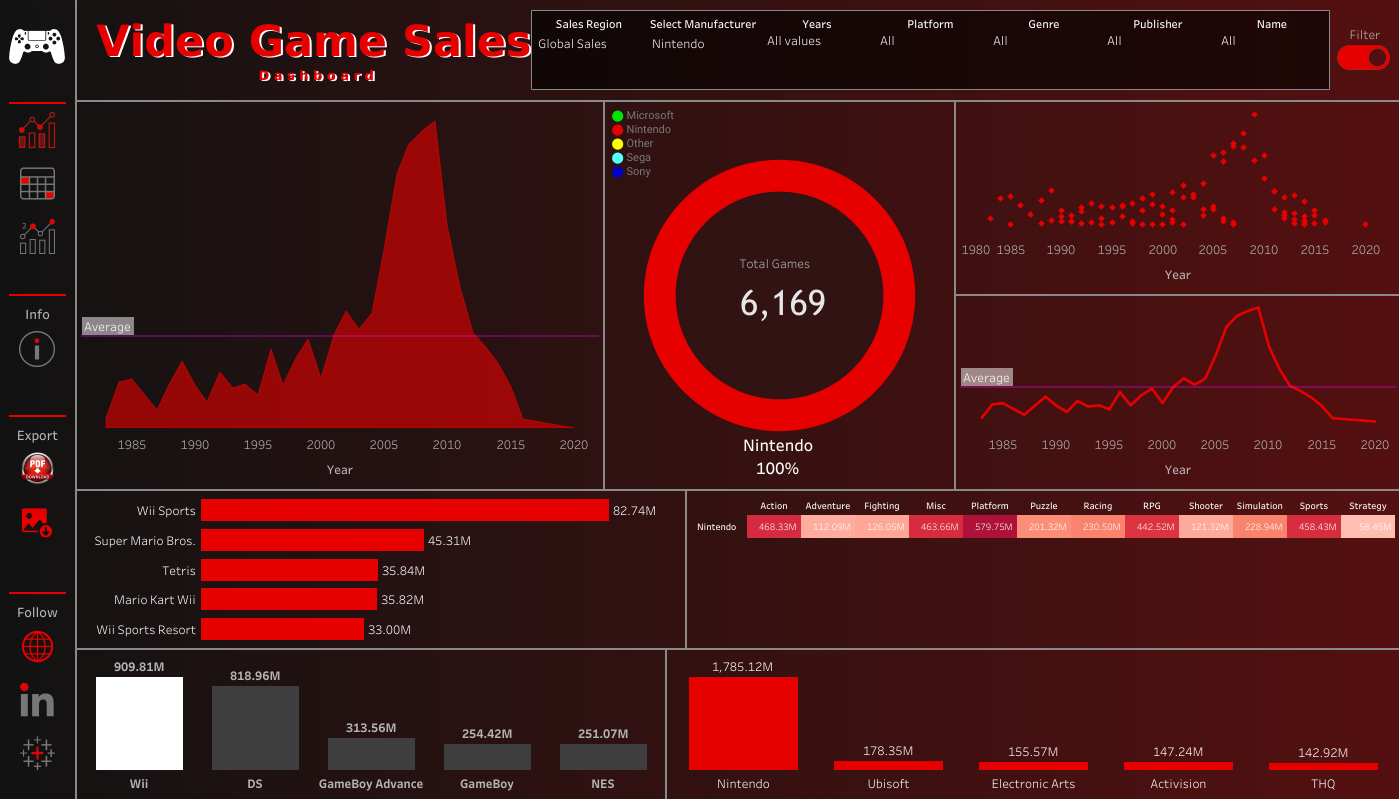 Video Game Sales
Dashboard
Sales Region Select Manufacturer Years Platform Genre Publisher Name
Global Sales Nintendo All values All All All All
Filter
Info
Export
PDF
DOWNLOAD
Follow
in
2
Average
1985 1990 1995 2000 2005 2010 2015 2020
Year
Microsoft
Nintendo
Other
Sega
Sony
Total Games
6,169
Nintendo
100%
1980 1985 1990 1995 2000 2005 2010 2015 2020
Year
Average
1985 1990 1995 2000 2005 2010 2015 2020
Year
Wii Sports 82.74M
Super Mario Bros. 45.31M
Tetris 35.84M
Mario Kart Wii 35.82M
Wii Sports Resort 33.00M
Action Adventure Fighting Misc Platform Puzzle Racing RPG Shooter Simulation Sports Strategy
Nintendo 468.33M 112.09M 126.05M 463.66M 579.75M 201.32M 230.50M 442.52M 121.32M 228.94M 458.43M 58.45M
909.81M 818.96M 313.56M 254.42M 251.07M
Wii DS GameBoy Advance GameBoy NES
1,785.12M 178.35M 155.57M 147.24M 142.92M
Nintendo Ubisoft Electronic Arts Activision THQ